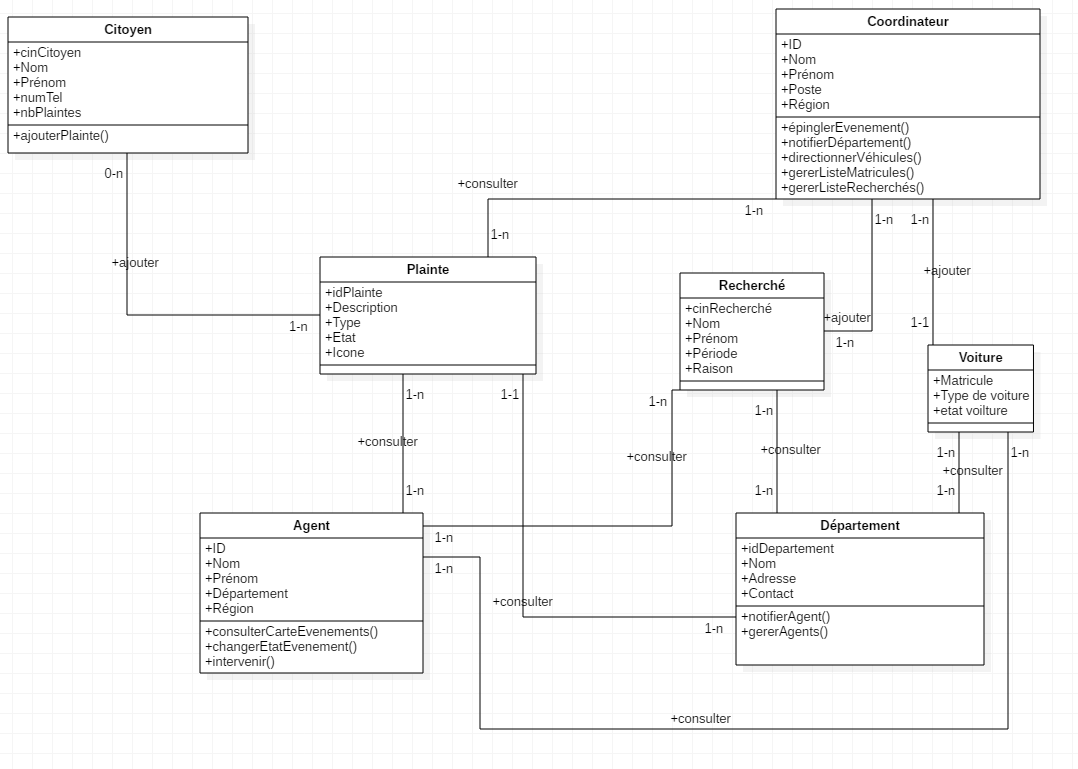 Citoyen
+cinCitoyen
+Nom
+Prénom
+numTel
+nbPlaintes
+ajouterPlainte()
Coordinateur
+ID
+Nom
+Prénom
+Poste
+Région
+épinglerEvenement()
+notifierDépartement()
+directionnerVéhicules()
+gererListeMatricules()
+gererListeRecherchés()
0-n
+ajouter
1-n
+consulter
1-n
1-n
1-n
1-n
+ajouter
1-n
+ajouter
1-1
Plainte
+idPlainte
+Description
+Type
+Etat
+Icone
Recherché
+cinRecherché
+Nom
+Prénom
+Période
+Raison
Voiture
+Matricule
+Type de voiture
+etat voilture
1-n
+consulter
1-n
1-1
+consulter
1-n
1-n
+consulter
1-n
1-n
+consulter
1-n
1-n
+consulter
1-n
1-n
1-n
+consulter
Agent
+ID
+Nom
+Prénom
+Département
+Région
+consulterCarteEvenements()
+changerEtatEvenement()
+intervenir()
Département
+idDepartement
+Nom
+Adresse
+Contact
+notifierAgent()
+gererAgents()